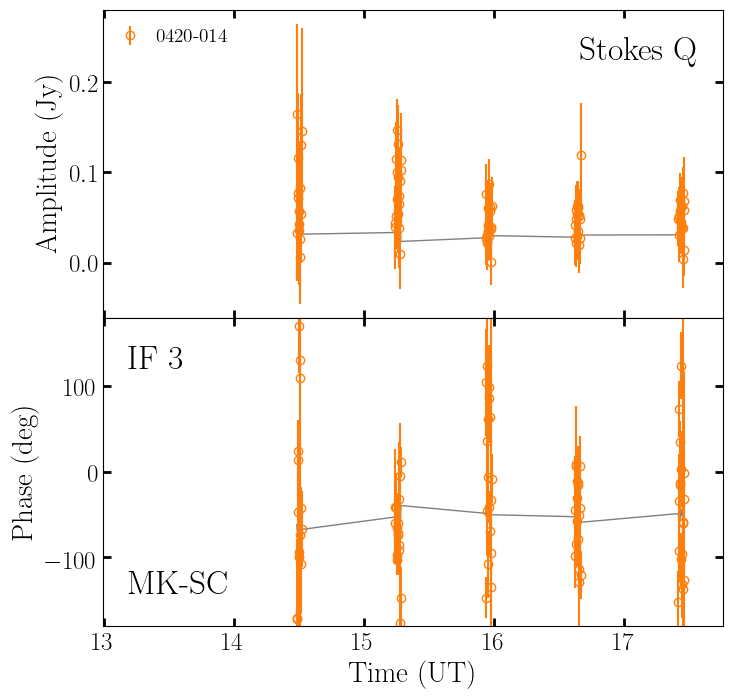 0420-014
Stokes Q
Amplitude (Jy)
0.2
0.1
0.0
IF 3
Phase (deg)
100
0
−100
MK-SC
13 14 15 16 17
Time (UT)